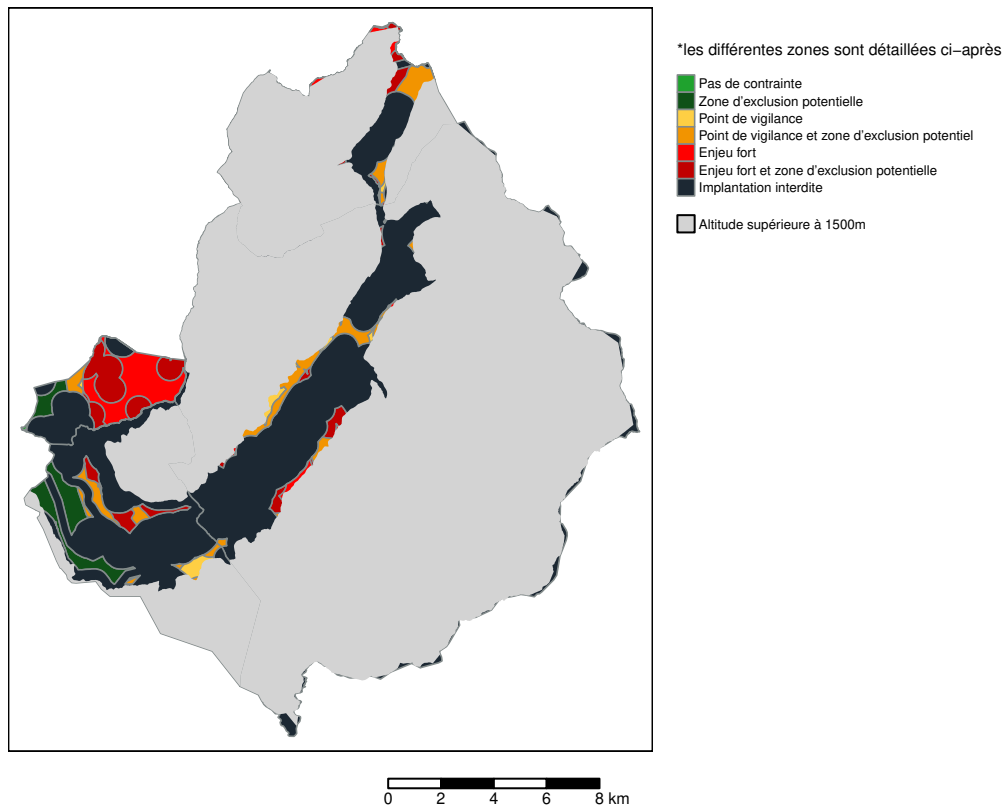 *les différentes zones sont détaillées ci−après
Pas de contrainte
Zone d'exclusion potentielle
Point de vigilance
Point de vigilance et zone d'exclusion potentiel
Enjeu fort
Enjeu fort et zone d'exclusion potentielle
Implantation interdite
Altitude supérieure à 1500m
0 2 4 6 8 km